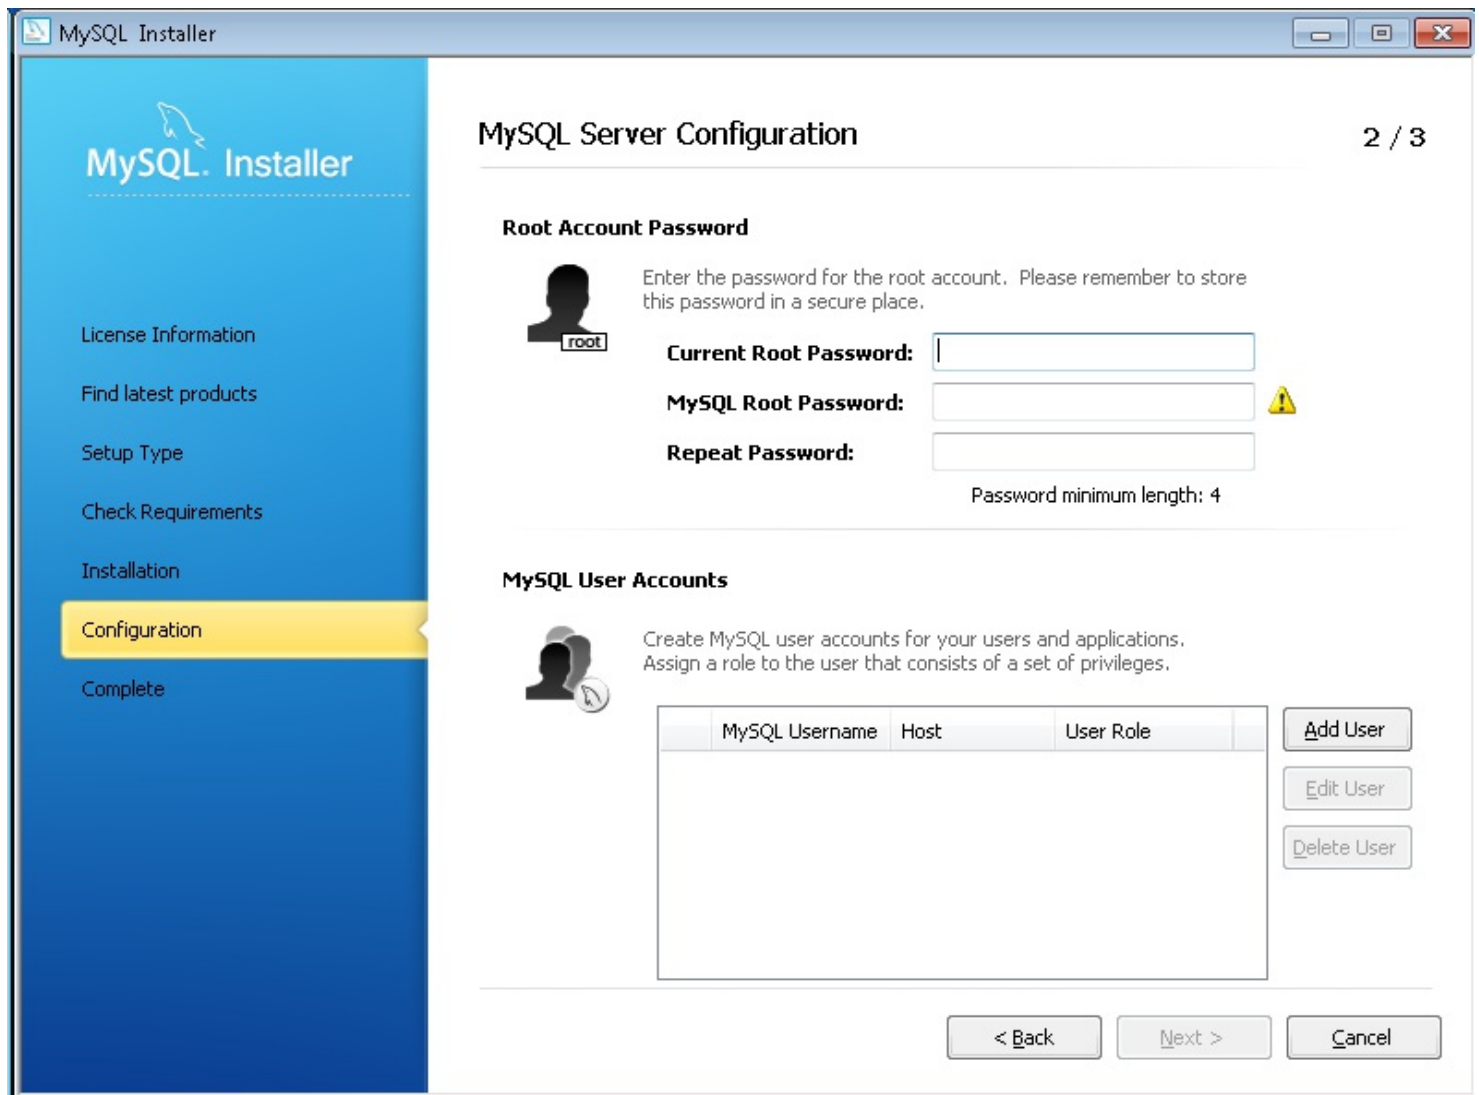 MySQL Installer
MySQL. Installer
License Information
Find latest products
Setup Type
Check Requirements
Installation
Configuration
Complete
MySQL Server Configuration
2 / 3
Root Account Password
root
Enter the password for the root account. Please remember to store
this password in a secure place.
Current Root Password:
MySQL Root Password:
Repeat Password:
Password minimum length: 4
MySQL User Accounts
Create MySQL user accounts for your users and applications.
Assign a role to the user that consists of a set of privileges.
MySQL Username Host User Role
Add User
Edit User
Delete User
< Back Next > Cancel